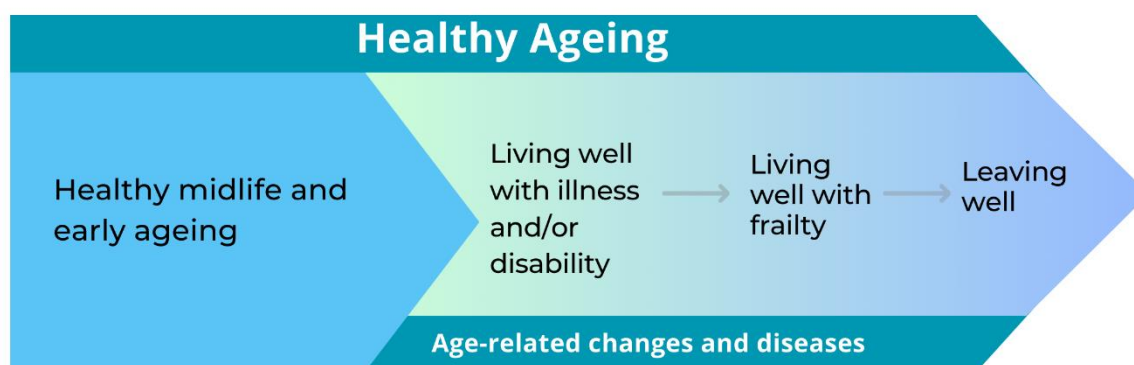 Healthy Ageing
Healthy midlife and
early ageing
Living well
with illness
and/or
disability
Living
well with
frailty
Leaving
well
Age-related changes and diseases